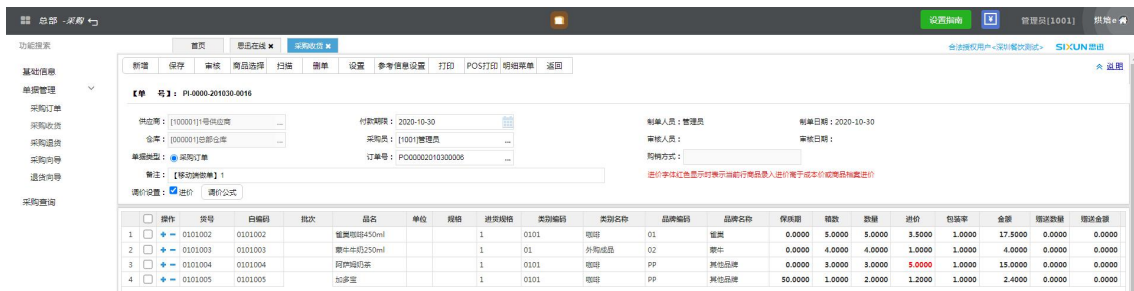 总部 -采购
设置指南 ¥ 管理员[1001] 烘焙e
功能搜索 首页 思迅在线 × 采购收货 × 合法授权用户<深圳餐饮测试> SIXUN思迅
新增 保存 审核 商品选择 扫描 删单 设置 参考信息设置 打印 POS打印 明细菜单 返回 说明
基础信息
单据管理
采购订单
采购收货
采购退货
采购向导
退货向导
采购查询
【单 号】: PI-0000-201030-0016
供应商: [100001]1号供应商 ... 付款期限: 2020-10-30 制单人员: 管理员 制单日期: 2020-10-30
仓库: [000001]总部仓库 ... 采购员: [1001]管理员 ... 审核人员: 审核日期:
单据类型: 采购订单 订单号: PO00002010300006 ... 购销方式:
备注: 【移动端做单】1 进价字体红色显示时表示当前行商品录入进价高于成本价或商品档案进价
调价设置: 进价 调价公式
操作 货号 自编码 批次 品名 单位 规格 进货规格 类别编码 类别名称 品牌编码 品牌名称 保质期 箱数 数量 进价 包装率 金额 赠送数量 赠送金额
1 0101002 0101002 雀巢咖啡450ml 1 0101 咖啡 01 雀巢 0.0000 5.0000 5.0000 3.5000 1.0000 17.5000 0.0000 0.0000
2 0101003 0101003 蒙牛牛奶250ml 1 01 外购成品 02 蒙牛 0.0000 4.0000 4.0000 1.0000 1.0000 4.0000 0.0000 0.0000
3 0101004 0101004 阿萨姆奶茶 1 0101 咖啡 PP 其他品牌 0.0000 3.0000 3.0000 5.0000 1.0000 15.0000 0.0000 0.0000
4 0101005 0101005 加多宝 1 0101 咖啡 PP 其他品牌 50.0000 1.0000 2.0000 1.2000 1.0000 2.4000 0.0000 0.0000